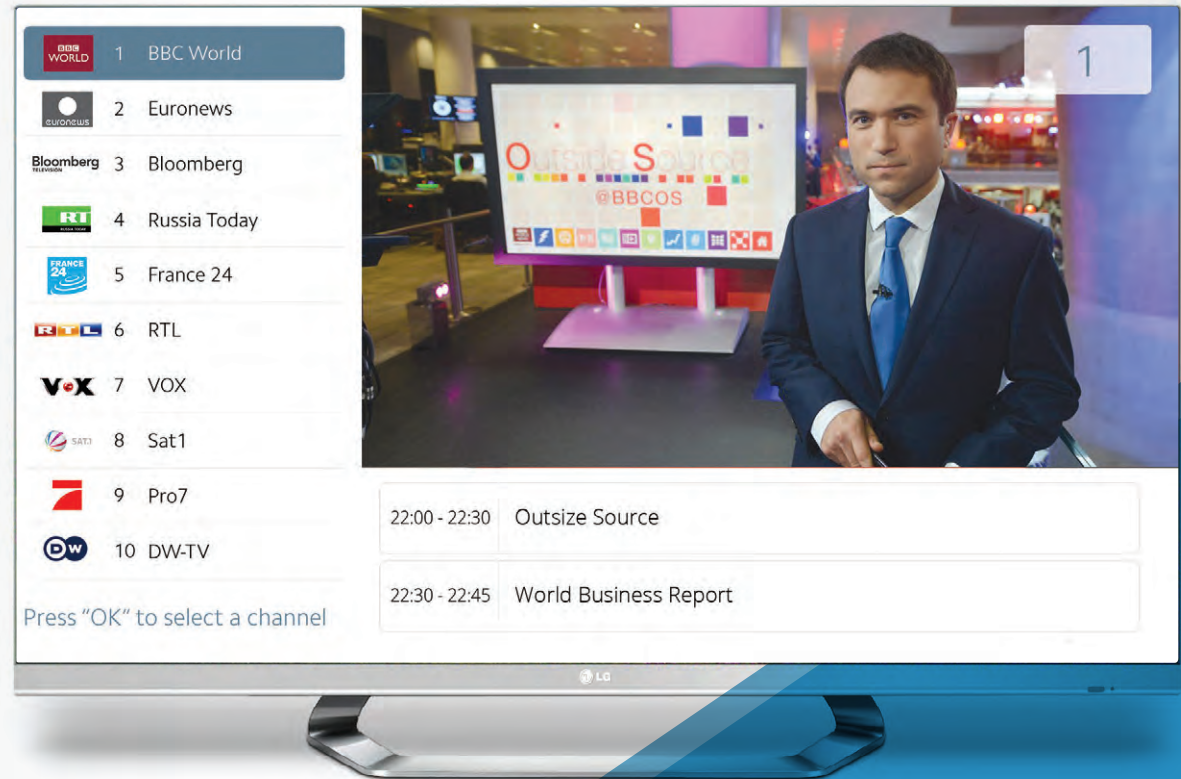 BBC
WORLD 1 BBC World
euronews 2 Euronews
Bloomberg
TELEVISION 3 Bloomberg
RT
RUSSIA TODAY 4 Russia Today
FRANCE
24 5 France 24
RTL 6 RTL
VOX 7 VOX
SAT.1 8 Sat1
9 Pro7
DW 10 DW-TV
Press “OK” to select a channel
1
Outside Source
@BBCOS
22:00 - 22:30 Outsize Source
22:30 - 22:45 World Business Report
LG